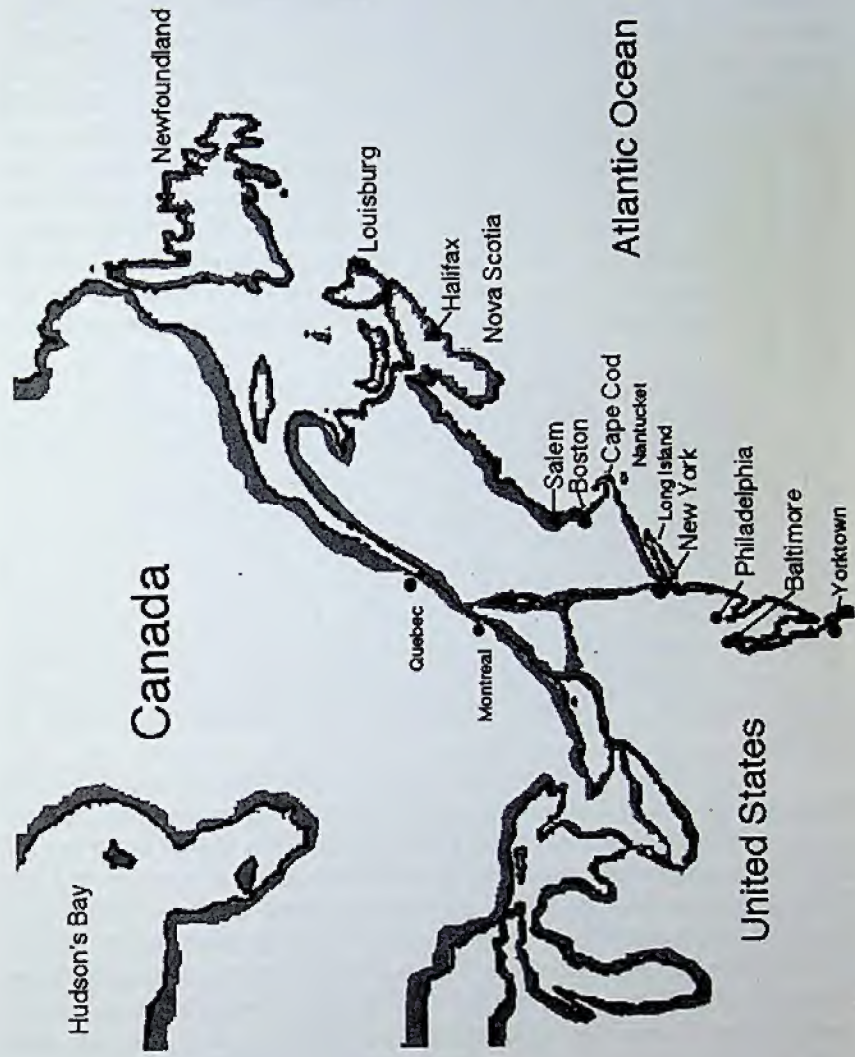 Hudson's Bay
Canada
Newfoundland
Louisburg
Halifax
Nova Scotia
Quebec
Montreal
Salem
Boston
Cape Cod
Nantucket
Long Island
New York
Philadelphia
Baltimore
Yorktown
United States
Atlantic Ocean